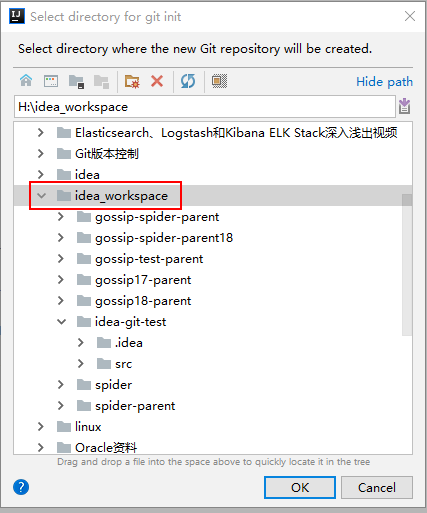 Select directory for git init
Select directory where the new Git repository will be created.
Hide path
H:\idea_workspace
Elasticsearch、Logstash和Kibana ELK Stack深入浅出视频
Git版本控制
idea
idea_workspace
gossip-spider-parent
gossip-spider-parent18
gossip-test-parent
gossip17-parent
gossip18-parent
idea-git-test
.idea
src
spider
spider-parent
linux
Oracle资料
Drag and drop a file into the space above to quickly locate it in the tree
?
OK
Cancel